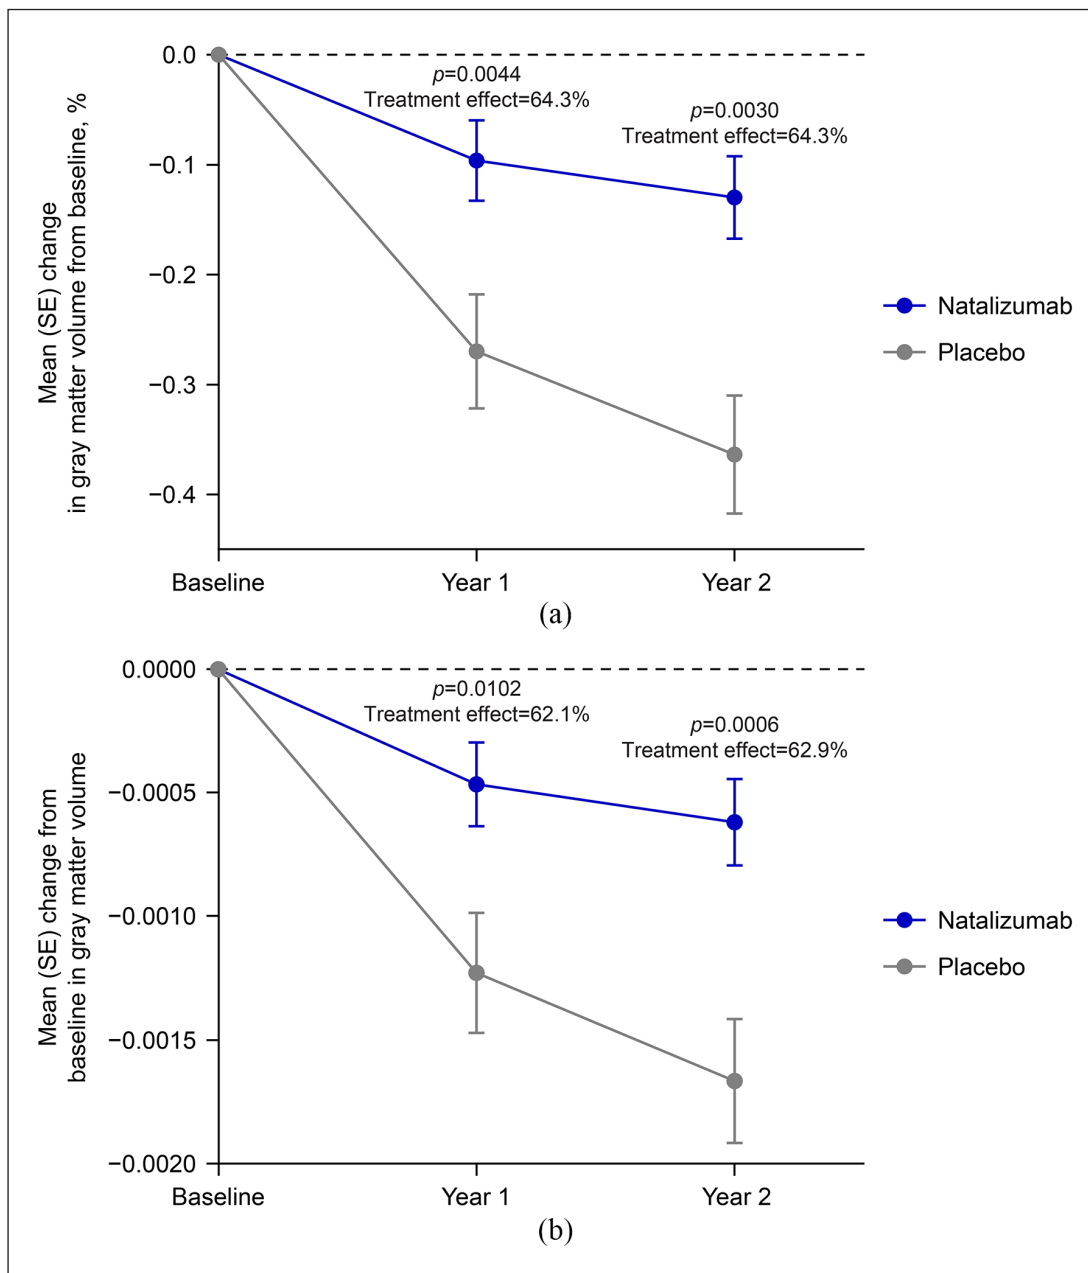 0.0
p=0.0044
Treatment effect=64.3%
p=0.0030
Treatment effect=64.3%
−0.1
−0.2
−0.3
−0.4
Mean (SE) change
in gray matter volume from baseline, %
Natalizumab
Placebo
Baseline
Year 1
Year 2
(a)
0.0000
p=0.0102
Treatment effect=62.1%
p=0.0006
Treatment effect=62.9%
−0.0005
−0.0010
−0.0015
−0.0020
Mean (SE) change from
baseline in gray matter volume
Natalizumab
Placebo
Baseline
Year 1
Year 2
(b)